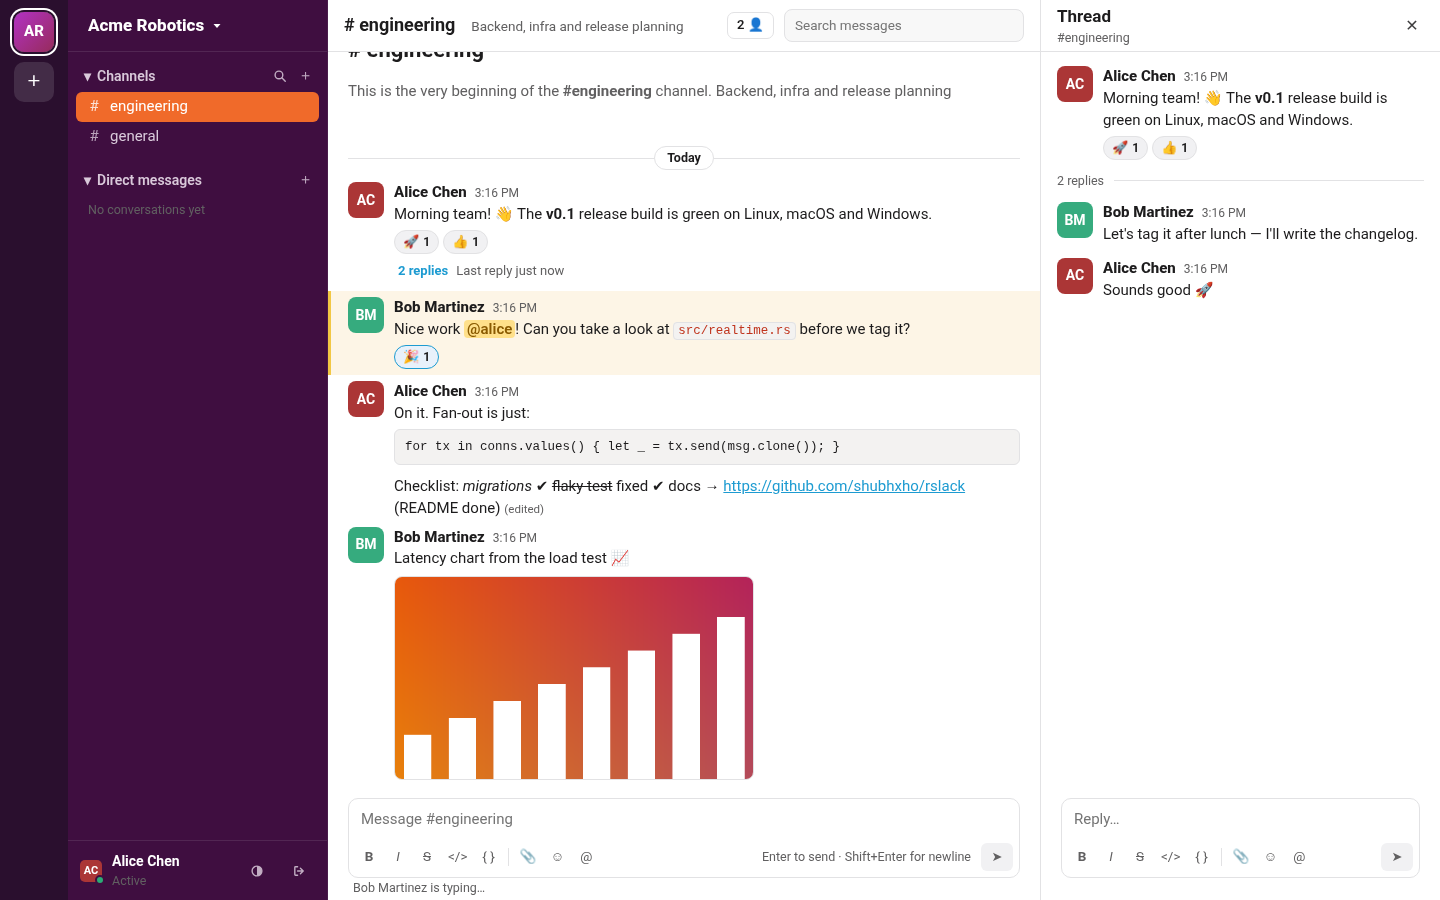 AR
+
Acme Robotics
Channels
# engineering
# general
Direct messages
No conversations yet
AC
Alice Chen
Active
# engineering
Backend, infra and release planning
2
Search messages
# engineering
This is the very beginning of the #engineering channel. Backend, infra and release planning
Today
AC
Alice Chen 3:16 PM
Morning team! 👋 The v0.1 release build is green on Linux, macOS and Windows.
🚀 1 👍 1
2 replies Last reply just now
BM
Bob Martinez 3:16 PM
Nice work @alice! Can you take a look at src/realtime.rs before we tag it?
🎉 1
AC
Alice Chen 3:16 PM
On it. Fan-out is just:
for tx in conns.values() { let _ = tx.send(msg.clone()); }
Checklist: migrations ✔ flaky test fixed ✔ docs → https://github.com/shubhxho/rslack
(README done) (edited)
BM
Bob Martinez 3:16 PM
Latency chart from the load test 📈
Message #engineering
B I S </> {} @
Enter to send · Shift+Enter for newline
Bob Martinez is typing…
Thread
#engineering
AC
Alice Chen 3:16 PM
Morning team! 👋 The v0.1 release build is
green on Linux, macOS and Windows.
🚀 1 👍 1
2 replies
BM
Bob Martinez 3:16 PM
Let's tag it after lunch — I'll write the changelog.
AC
Alice Chen 3:16 PM
Sounds good 🚀
Reply…
B I S </> {} @